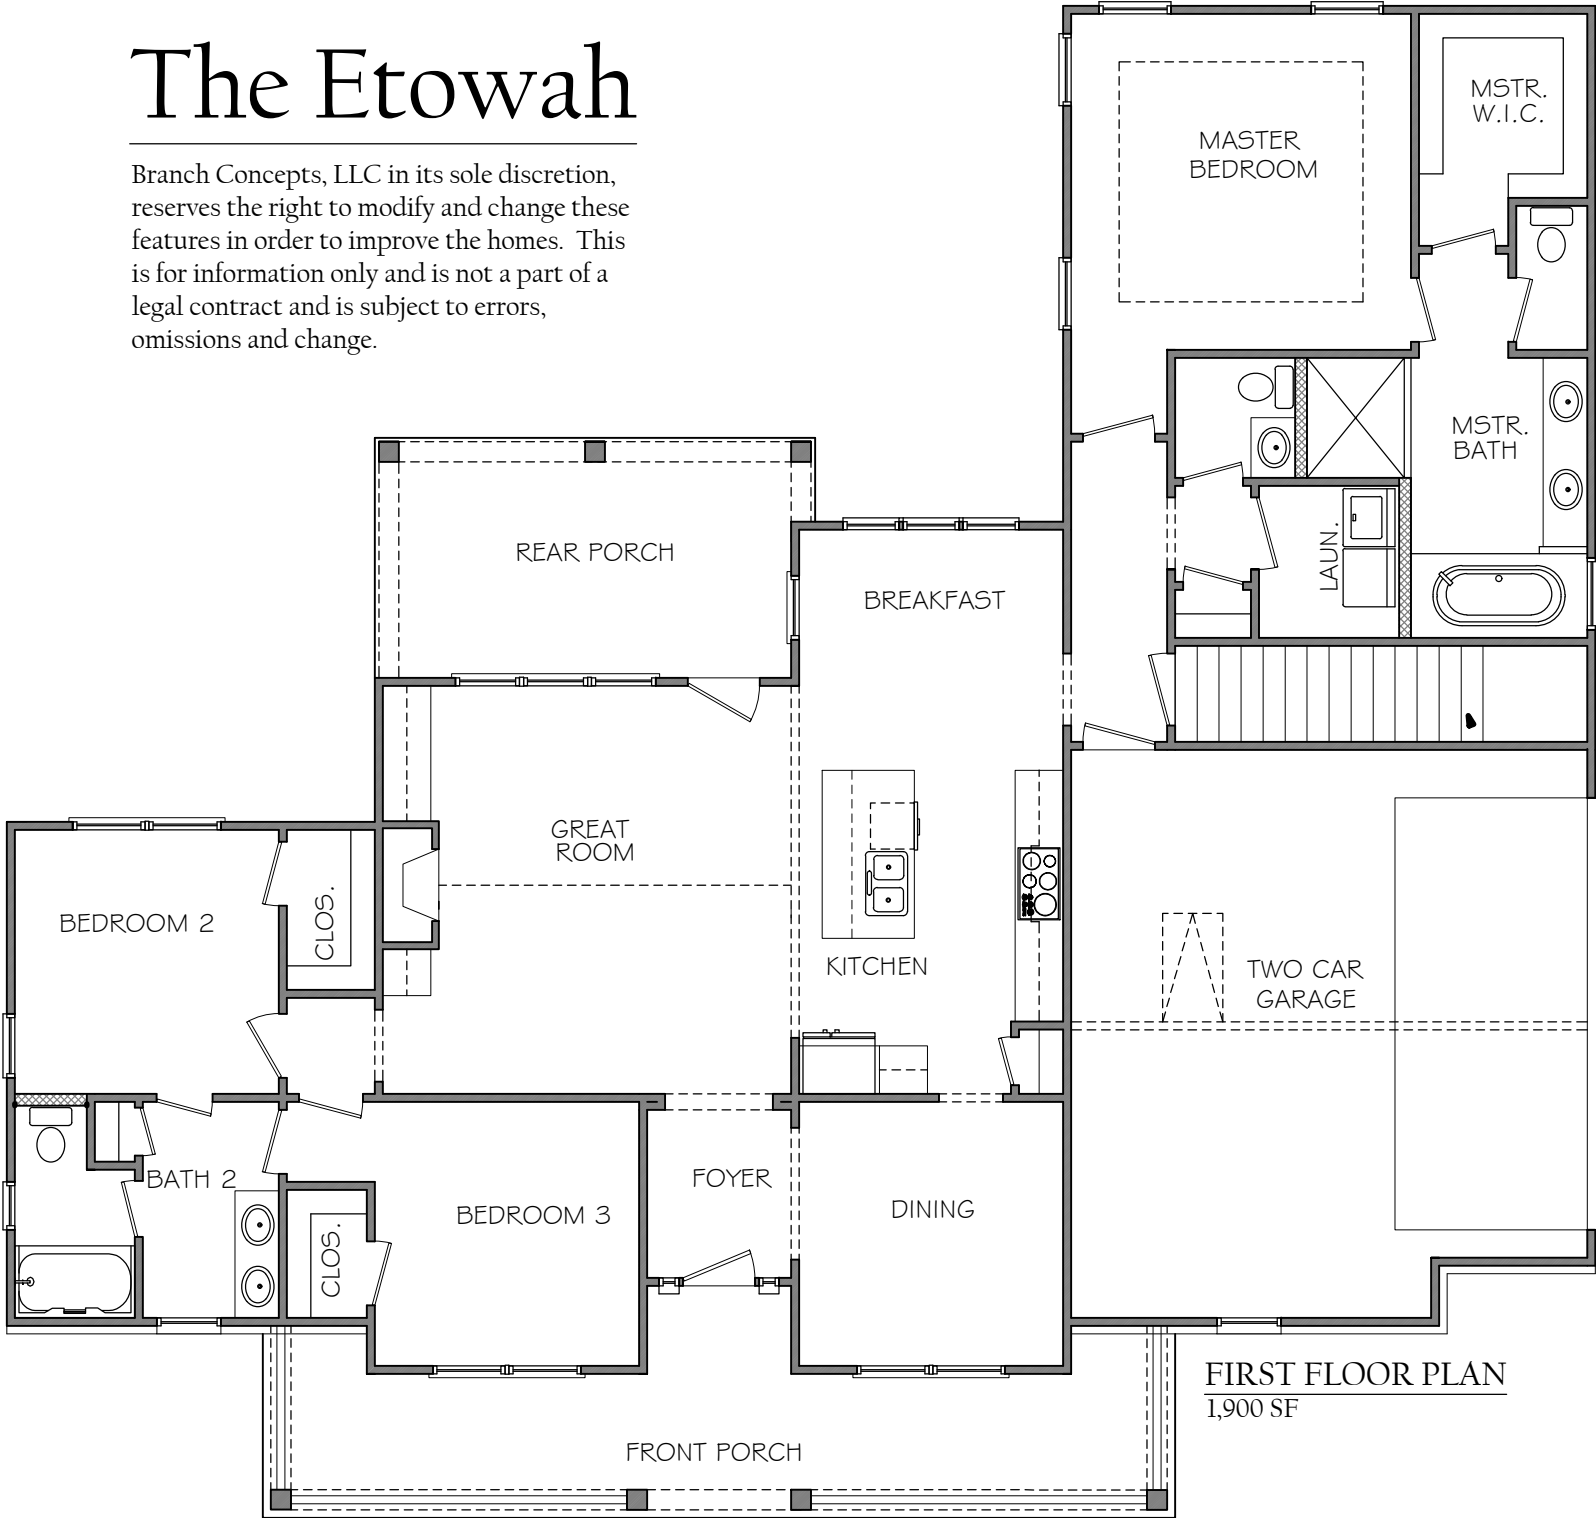 The Etowah
Branch Concepts, LLC in its sole discretion,
reserves the right to modify and change these
features in order to improve the homes.  This
is for information only and is not a part of a
legal contract and is subject to errors,
omissions and change.
MSTR.
W.I.C.
MASTER
BEDROOM
MSTR.
BATH
REAR PORCH
LAUN.
BREAKFAST
GREAT
ROOM
CLOS.
BEDROOM 2
KITCHEN
TWO CAR
GARAGE
BATH 2
FOYER
BEDROOM 3
DINING
CLOS.
FIRST FLOOR PLAN
1,900 SF
FRONT PORCH